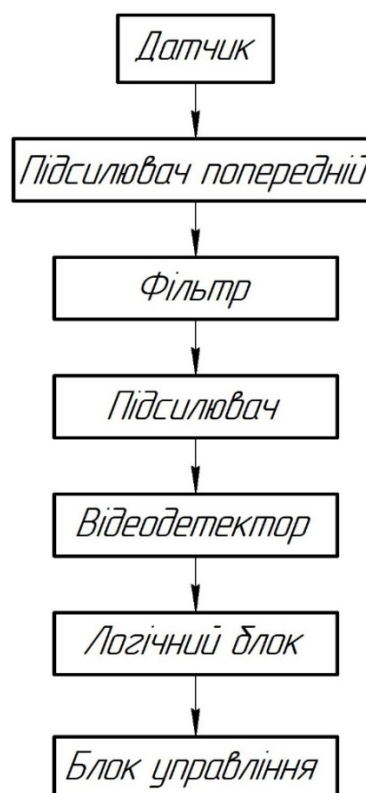 Датчик
Підсилювач попередній
Фільтр
Підсилювач
Відеодетектор
Логічний блок
Блок управління